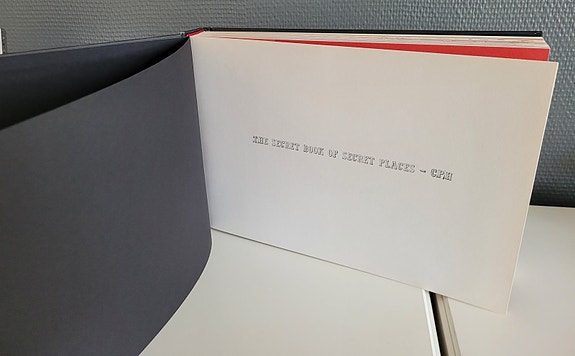 THE SECRET BOOK OF SECRET PLACES – CPH